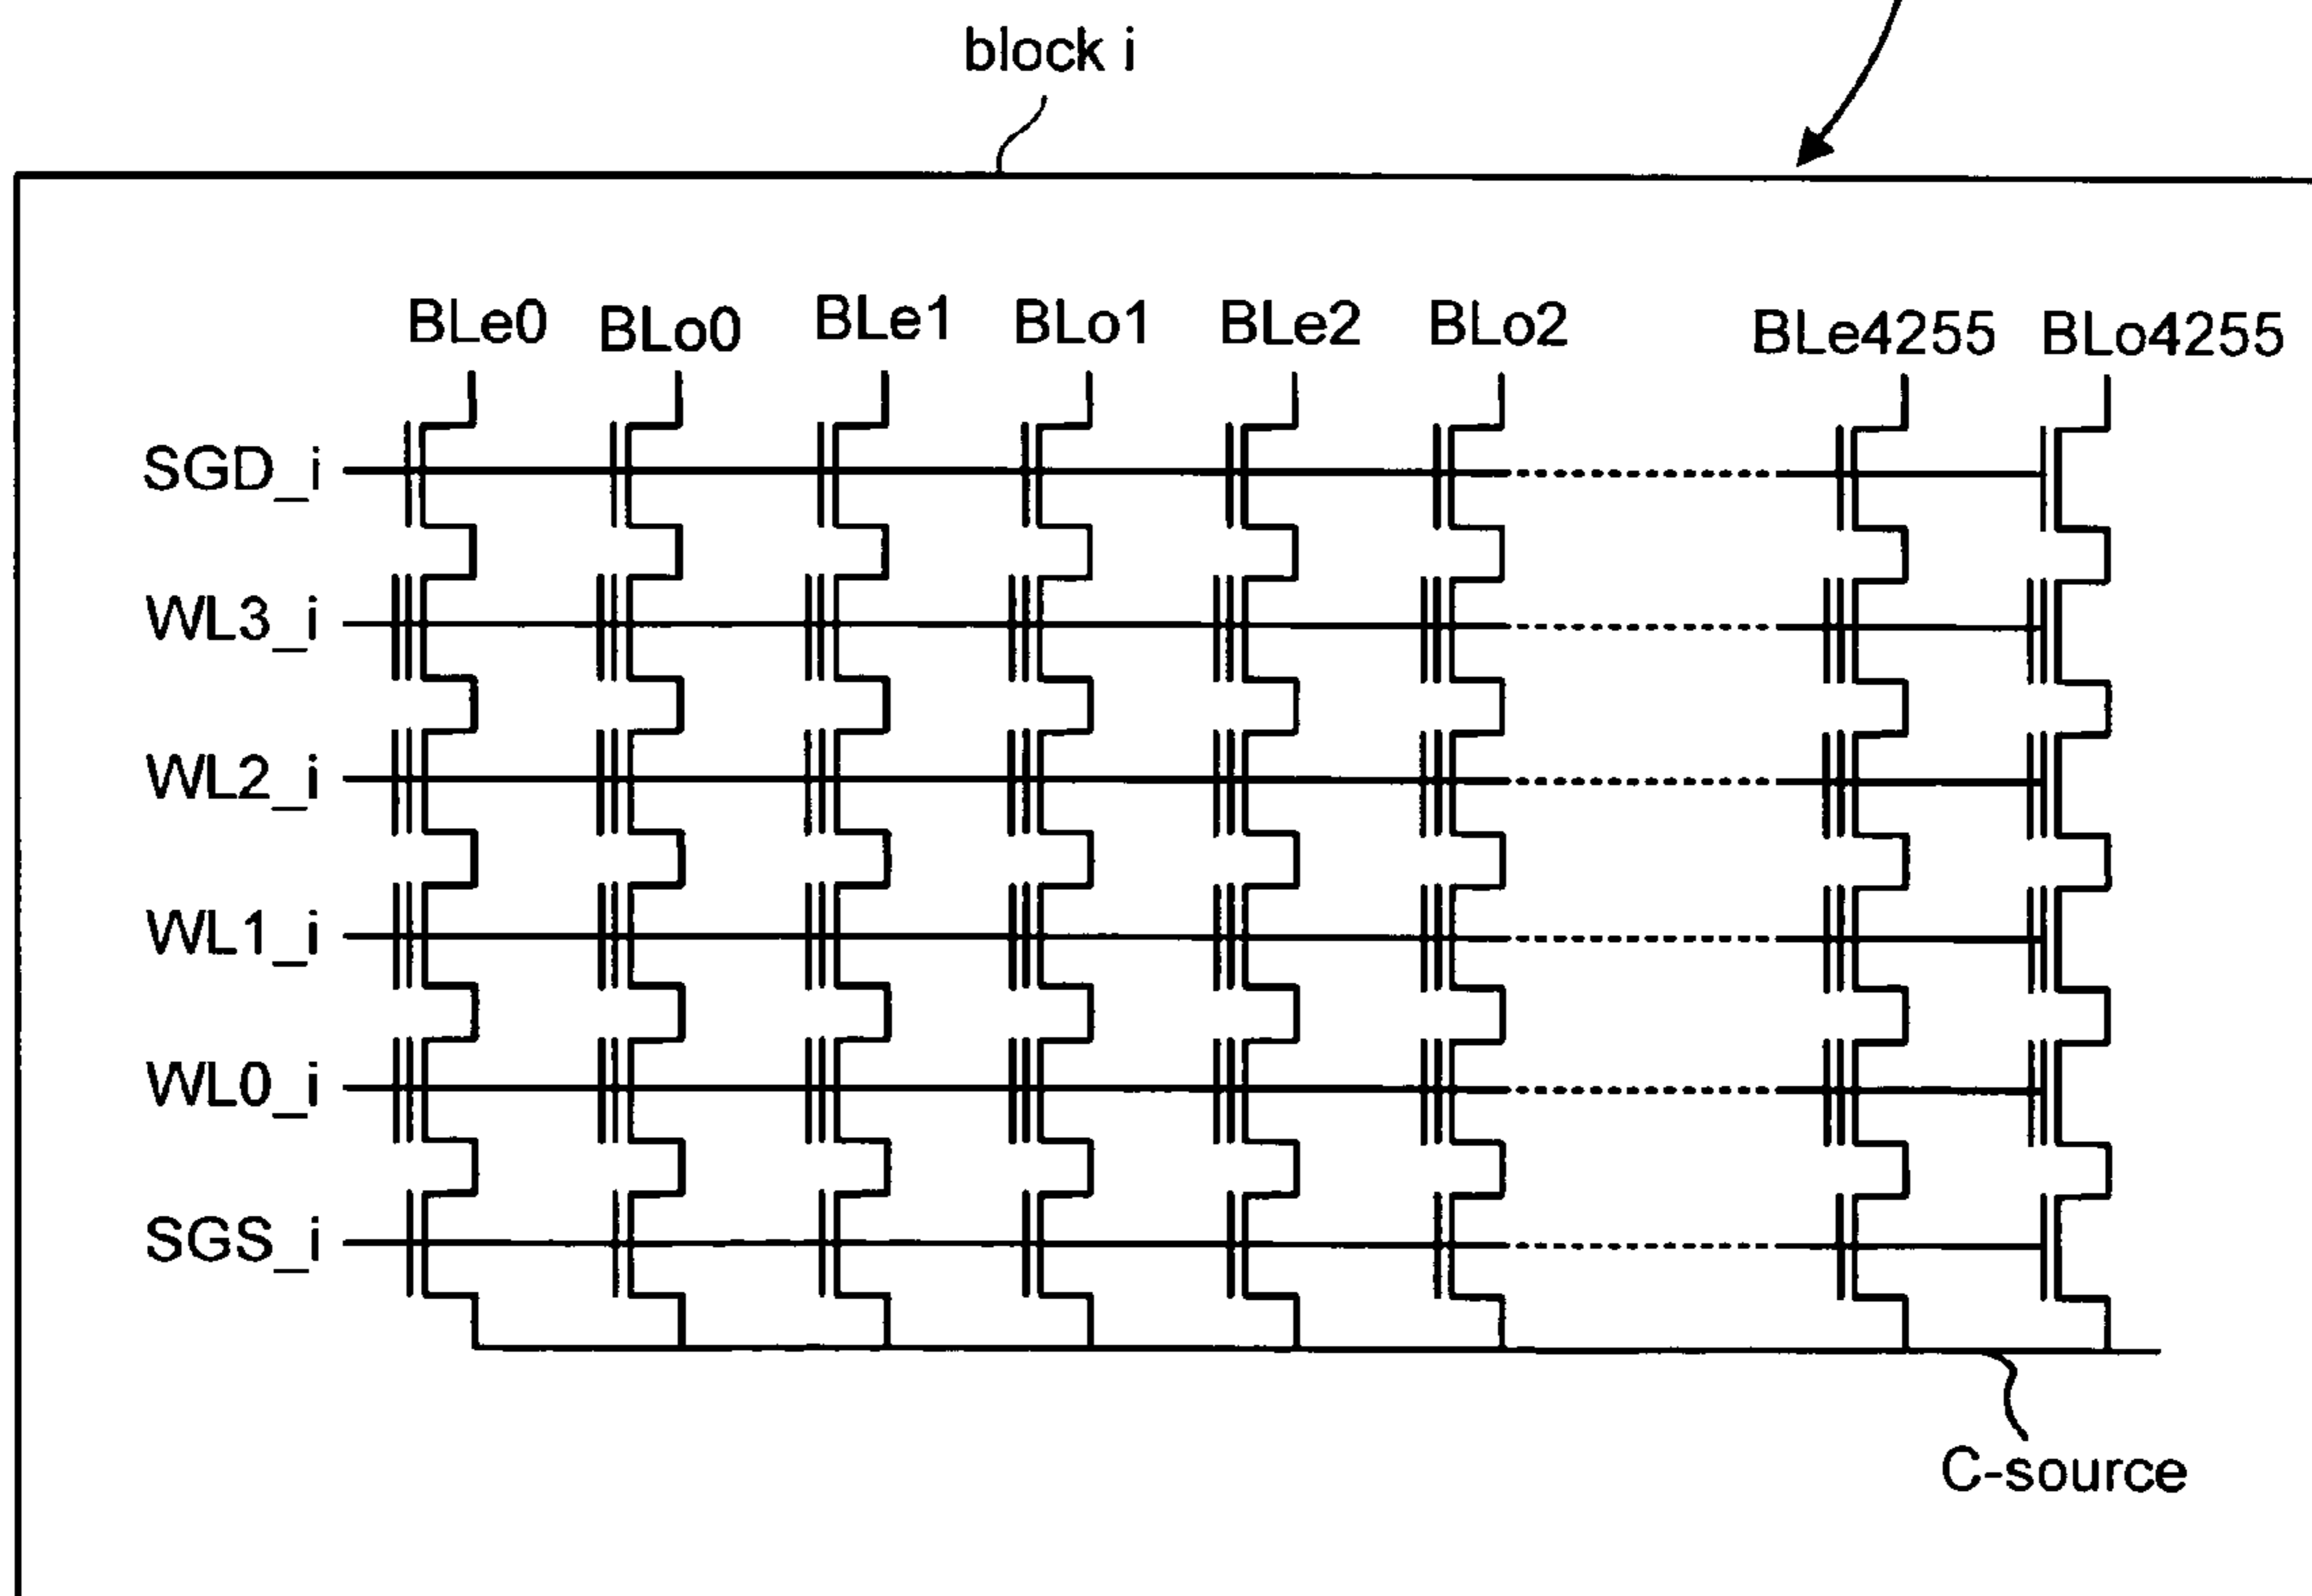 block i
BLe0 BLo0 BLe1 BLo1 BLe2 BLo2 BLe4255 BLo4255
SGD_i
WL3_i
WL2_i
WL1_i
WL0_i
SGS_i
C-source